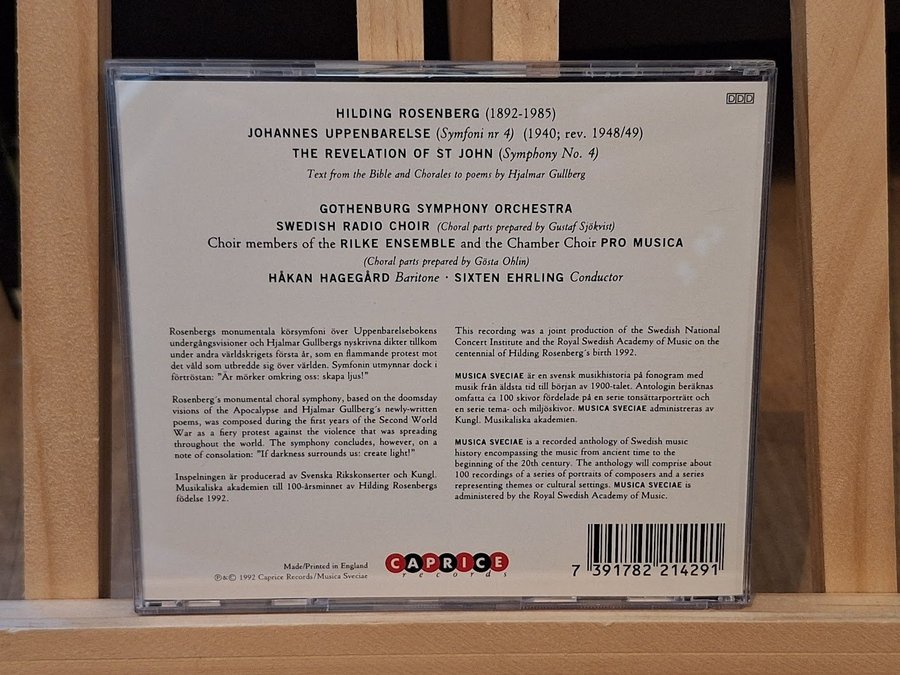 DDD
HILDING ROSENBERG (1892-1985)
JOHANNES UPPENBARELSE (Symfoni nr 4) (1940; rev. 1948/49)
THE REVELATION OF ST JOHN (Symphony No. 4)
Text from the Bible and Chorales to poems by Hjalmar Gullberg
GOTHENBURG SYMPHONY ORCHESTRA
SWEDISH RADIO CHOIR (Choral parts prepared by Gustaf Sjökvist)
Choir members of the RILKE ENSEMBLE and the Chamber Choir PRO MUSICA
(Choral parts prepared by Gösta Ohlin)
HÅKAN HAGEGÅRD Baritone · SIXTEN EHRLING Conductor
Rosenbergs monumentala körsymfoni över Uppenbarelsebokens
undergångsvisioner och Hjalmar Gullbergs nyskrivna dikter tillkom
under andra världskrigets första år, som en flammande protest mot
det våld som utbredde sig över världen. Symfonin utmynnar dock i
förtröstan: "Är mörker omkring oss: skapa ljus!"
Rosenberg's monumental choral symphony, based on the doomsday
visions of the Apocalypse and Hjalmar Gullberg's newly-written
poems, was composed during the first years of the Second World
War as a fiery protest against the violence that was spreading
throughout the world. The symphony concludes, however, on a
note of consolation: "If darkness surrounds us: create light!"
Inspelningen är producerad av Svenska Rikskonserter och Kungl.
Musikaliska akademien till 100-årsminnet av Hilding Rosenbergs
födelse 1992.
This recording was a joint production of the Swedish National
Concert Institute and the Royal Swedish Academy of Music on the
centennial of Hilding Rosenberg's birth 1992.
MUSICA SVECIAE är en svensk musikhistoria på fonogram med
musik från äldsta tid till början av 1900-talet. Antologin beräknas
omfatta ca 100 skivor fördelade på en serie tonsättarporträtt och
en serie tema- och miljöskivor. MUSICA SVECIAE administreras av
Kungl. Musikaliska akademien.
MUSICA SVECIAE is a recorded anthology of Swedish music
history encompassing the music from ancient time to the
beginning of the 20th century. The anthology will comprise about
100 recordings of a series of portraits of composers and a series
representing themes or cultural settings. MUSICA SVECIAE is
administered by the Royal Swedish Academy of Music.
Made/Printed in England
℗&© 1992 Caprice Records/Musica Sveciae
CAPRICE
records
7 391782 214291